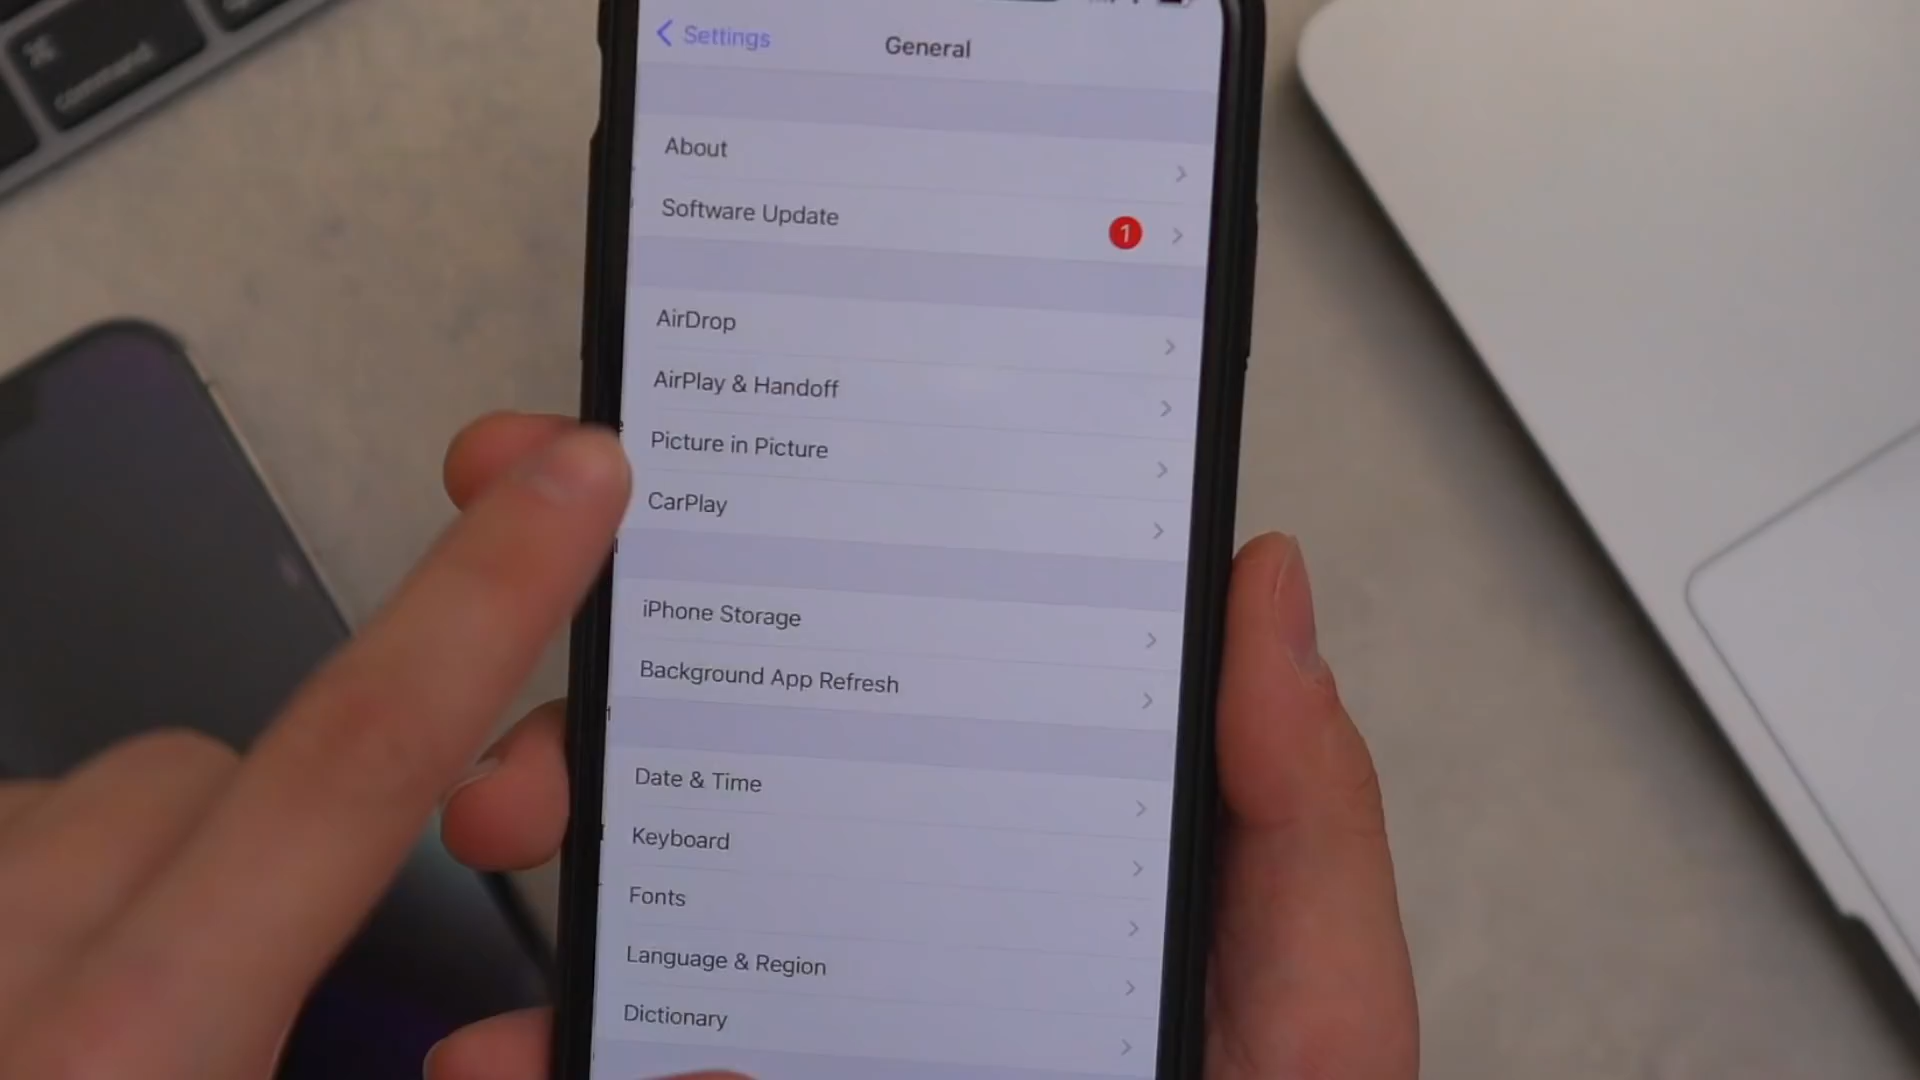 ⌘
command
Settings
General
About
Software Update
1
AirDrop
AirPlay & Handoff
Picture in Picture
CarPlay
iPhone Storage
Background App Refresh
Date & Time
Keyboard
Fonts
Language & Region
Dictionary